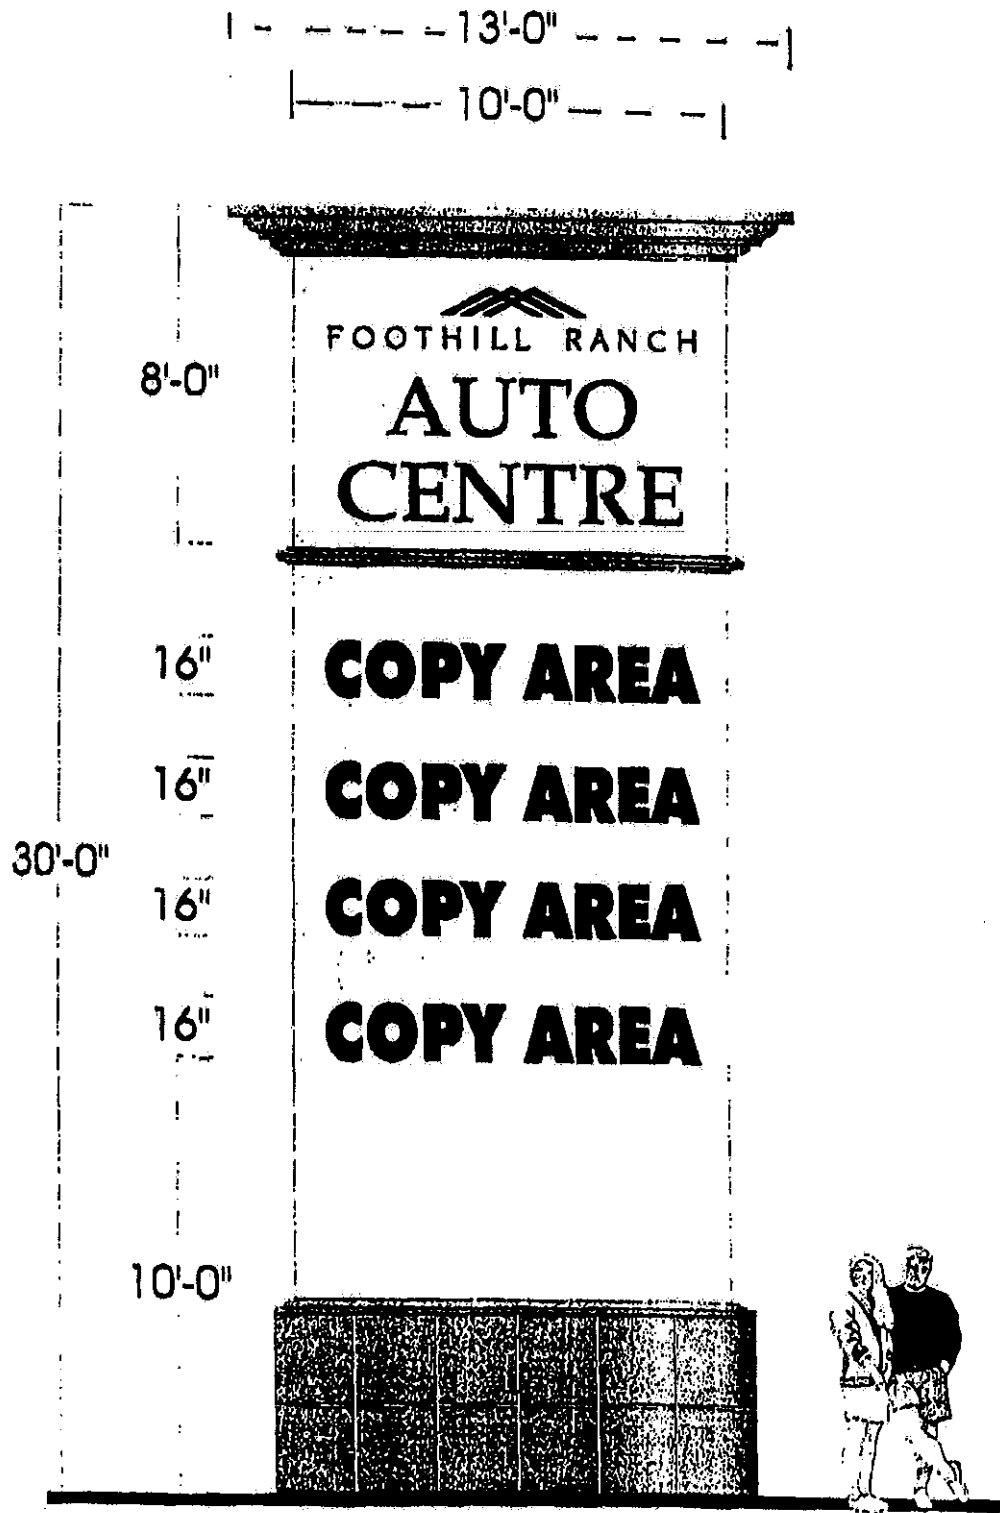 13'-0"
10'-0"
FOOTHILL RANCH
8'-0"
AUTO
CENTRE
16"
COPY AREA
16"
COPY AREA
30'-0"
16"
COPY AREA
16"
COPY AREA
10'-0"